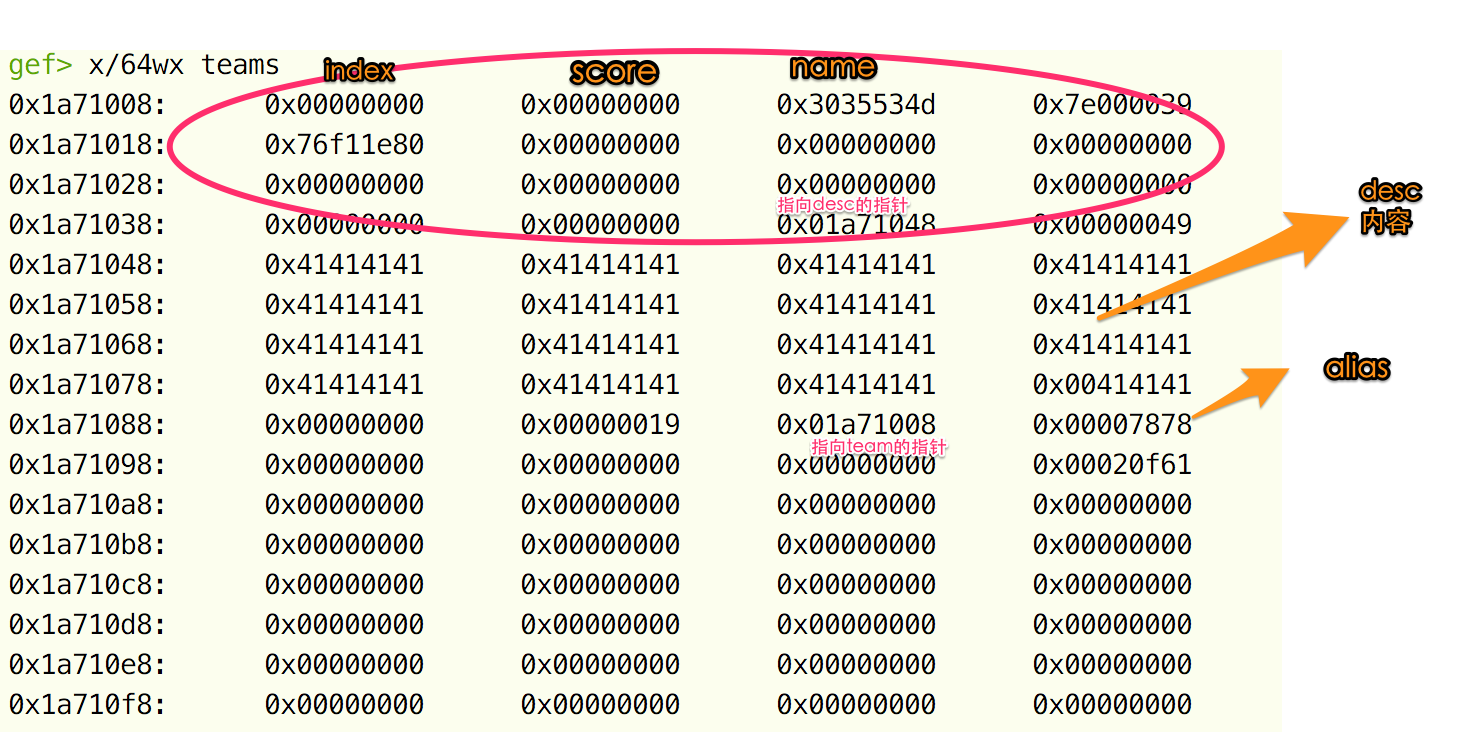 gef> x/64wx teams
index score name
0x1a71008: 0x00000000 0x00000000 0x3035534d 0x7e000039
0x1a71018: 0x76f11e80 0x00000000 0x00000000 0x00000000
0x1a71028: 0x00000000 0x00000000 0x00000000 0x00000000
desc
内容
指向desc的指针
0x1a71038: 0x00000000 0x00000000 0x01a71048 0x00000049
0x1a71048: 0x41414141 0x41414141 0x41414141 0x41414141
0x1a71058: 0x41414141 0x41414141 0x41414141 0x41414141
0x1a71068: 0x41414141 0x41414141 0x41414141 0x41414141
alias
0x1a71078: 0x41414141 0x41414141 0x41414141 0x00414141
0x1a71088: 0x00000000 0x00000019 0x01a71008 0x00007878
指向team的指针
0x1a71098: 0x00000000 0x00000000 0x00000000 0x00020f61
0x1a710a8: 0x00000000 0x00000000 0x00000000 0x00000000
0x1a710b8: 0x00000000 0x00000000 0x00000000 0x00000000
0x1a710c8: 0x00000000 0x00000000 0x00000000 0x00000000
0x1a710d8: 0x00000000 0x00000000 0x00000000 0x00000000
0x1a710e8: 0x00000000 0x00000000 0x00000000 0x00000000
0x1a710f8: 0x00000000 0x00000000 0x00000000 0x00000000